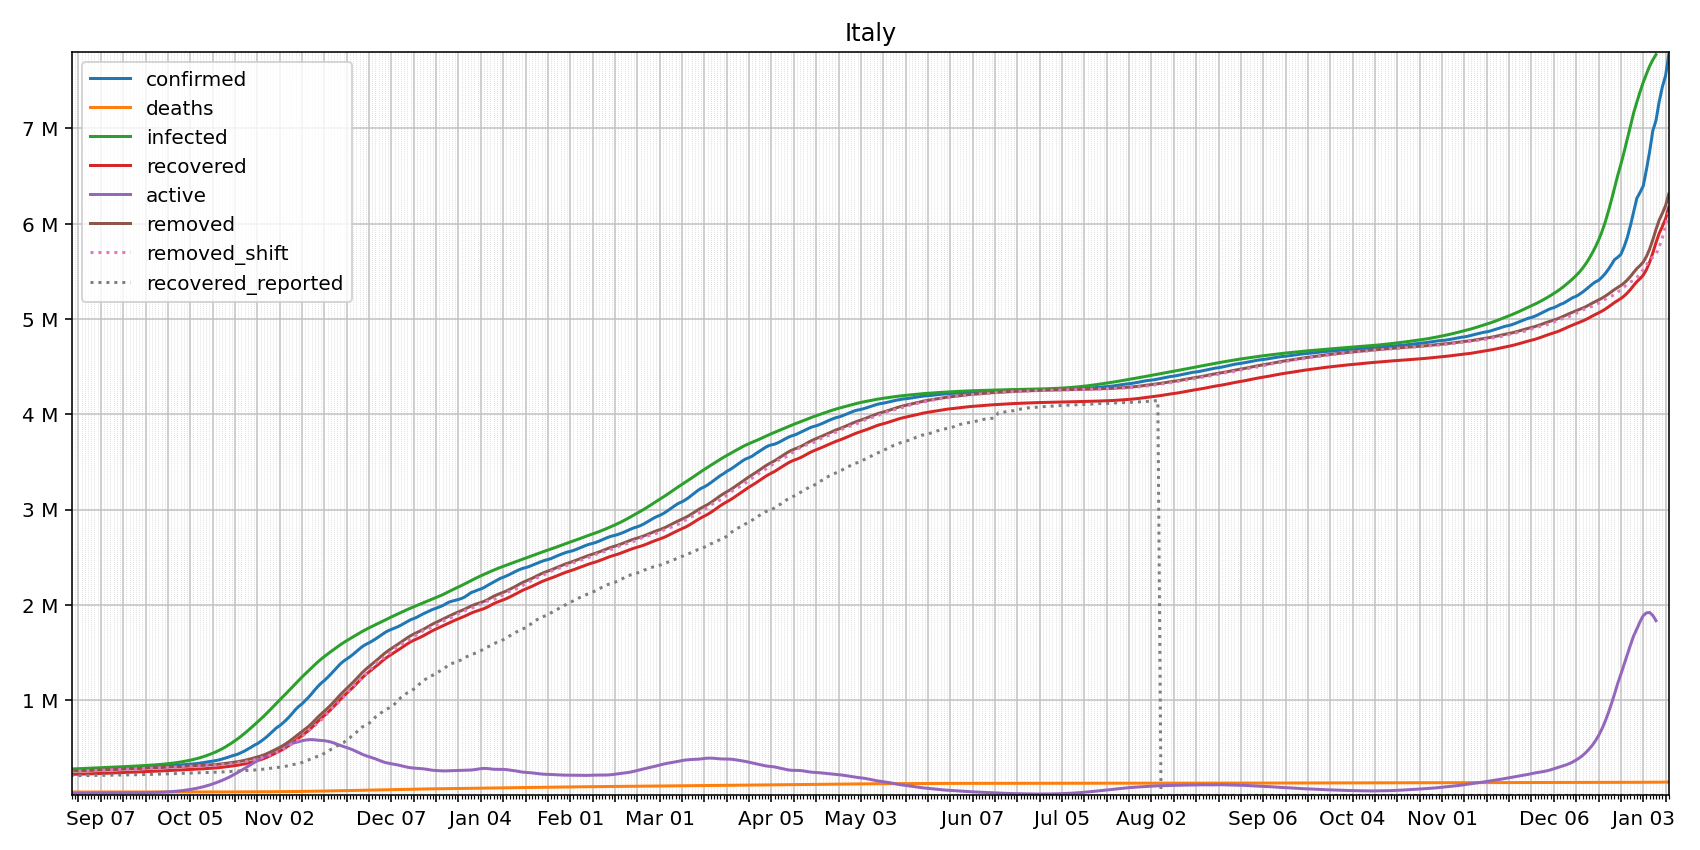 Italy
confirmed
deaths
infected
recovered
active
removed
removed_shift
recovered_reported
7 M
6 M
5 M
4 M
3 M
2 M
1 M
Sep 07 Oct 05 Nov 02 Dec 07 Jan 04 Feb 01 Mar 01 Apr 05 May 03 Jun 07 Jul 05 Aug 02 Sep 06 Oct 04 Nov 01 Dec 06 Jan 03